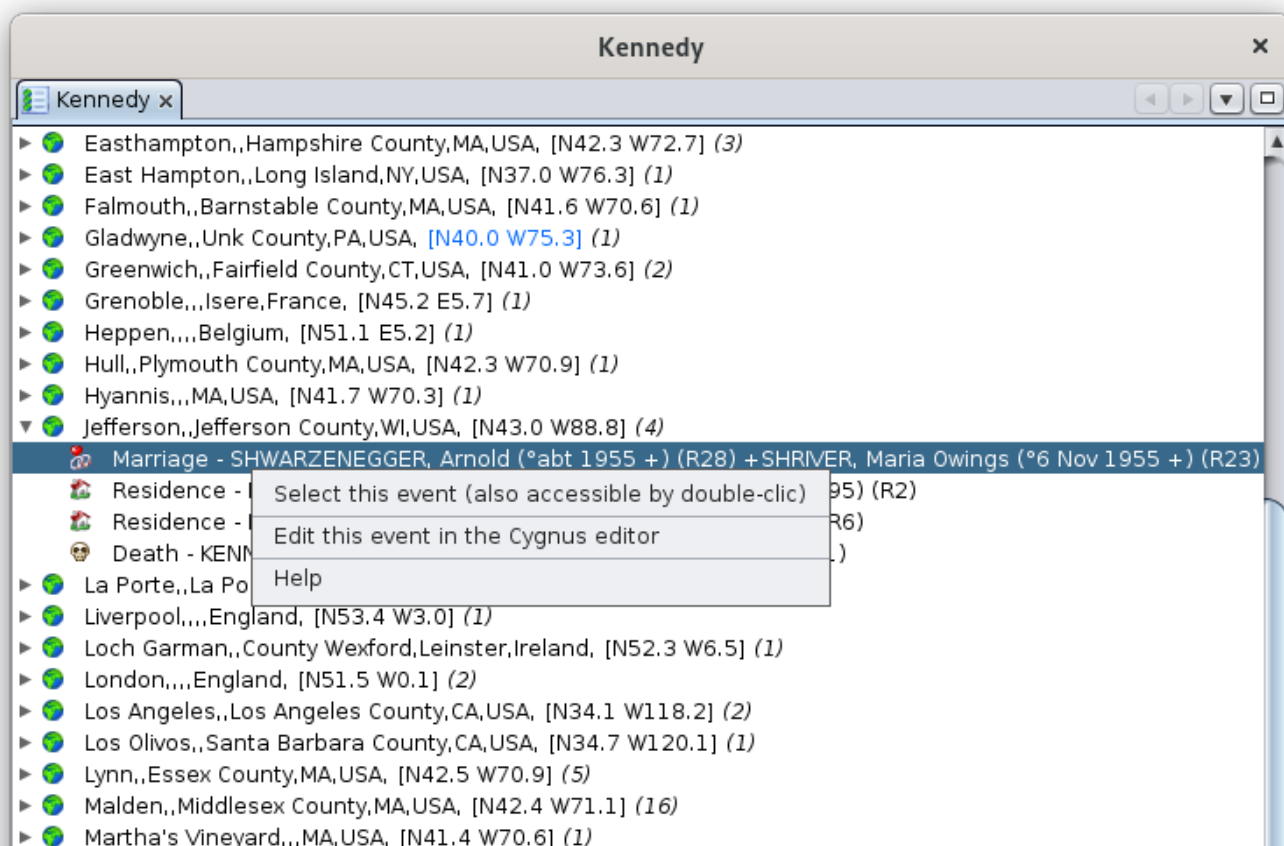 Kennedy
Kennedy
Easthampton,,Hampshire County,MA,USA, [N42.3 W72.7] (3)
East Hampton,,Long Island,NY,USA, [N37.0 W76.3] (1)
Falmouth,,Barnstable County,MA,USA, [N41.6 W70.6] (1)
Gladwyne,,Unk County,PA,USA, [N40.0 W75.3] (1)
Greenwich,,Fairfield County,CT,USA, [N41.0 W73.6] (2)
Grenoble,,,Isere,France, [N45.2 E5.7] (1)
Heppen,,,,Belgium, [N51.1 E5.2] (1)
Hull,,Plymouth County,MA,USA, [N42.3 W70.9] (1)
Hyannis,,,MA,USA, [N41.7 W70.3] (1)
Jefferson,,Jefferson County,WI,USA, [N43.0 W88.8] (4)
Marriage - SHWARZENEGGER, Arnold (°abt 1955 +) (R28) +SHRIVER, Maria Owings (°6 Nov 1955 +) (R23)
Residence - 95) (R2)
Residence - R6)
Death - KENN )
Select this event (also accessible by double-clic)
Edit this event in the Cygnus editor
Help
La Porte,,La Po
Liverpool,,,,England, [N53.4 W3.0] (1)
Loch Garman,,County Wexford,Leinster,Ireland, [N52.3 W6.5] (1)
London,,,,England, [N51.5 W0.1] (2)
Los Angeles,,Los Angeles County,CA,USA, [N34.1 W118.2] (2)
Los Olivos,,Santa Barbara County,CA,USA, [N34.7 W120.1] (1)
Lynn,,Essex County,MA,USA, [N42.5 W70.9] (5)
Malden,,Middlesex County,MA,USA, [N42.4 W71.1] (16)
Martha's Vineyard,,,MA,USA, [N41.4 W70.6] (1)